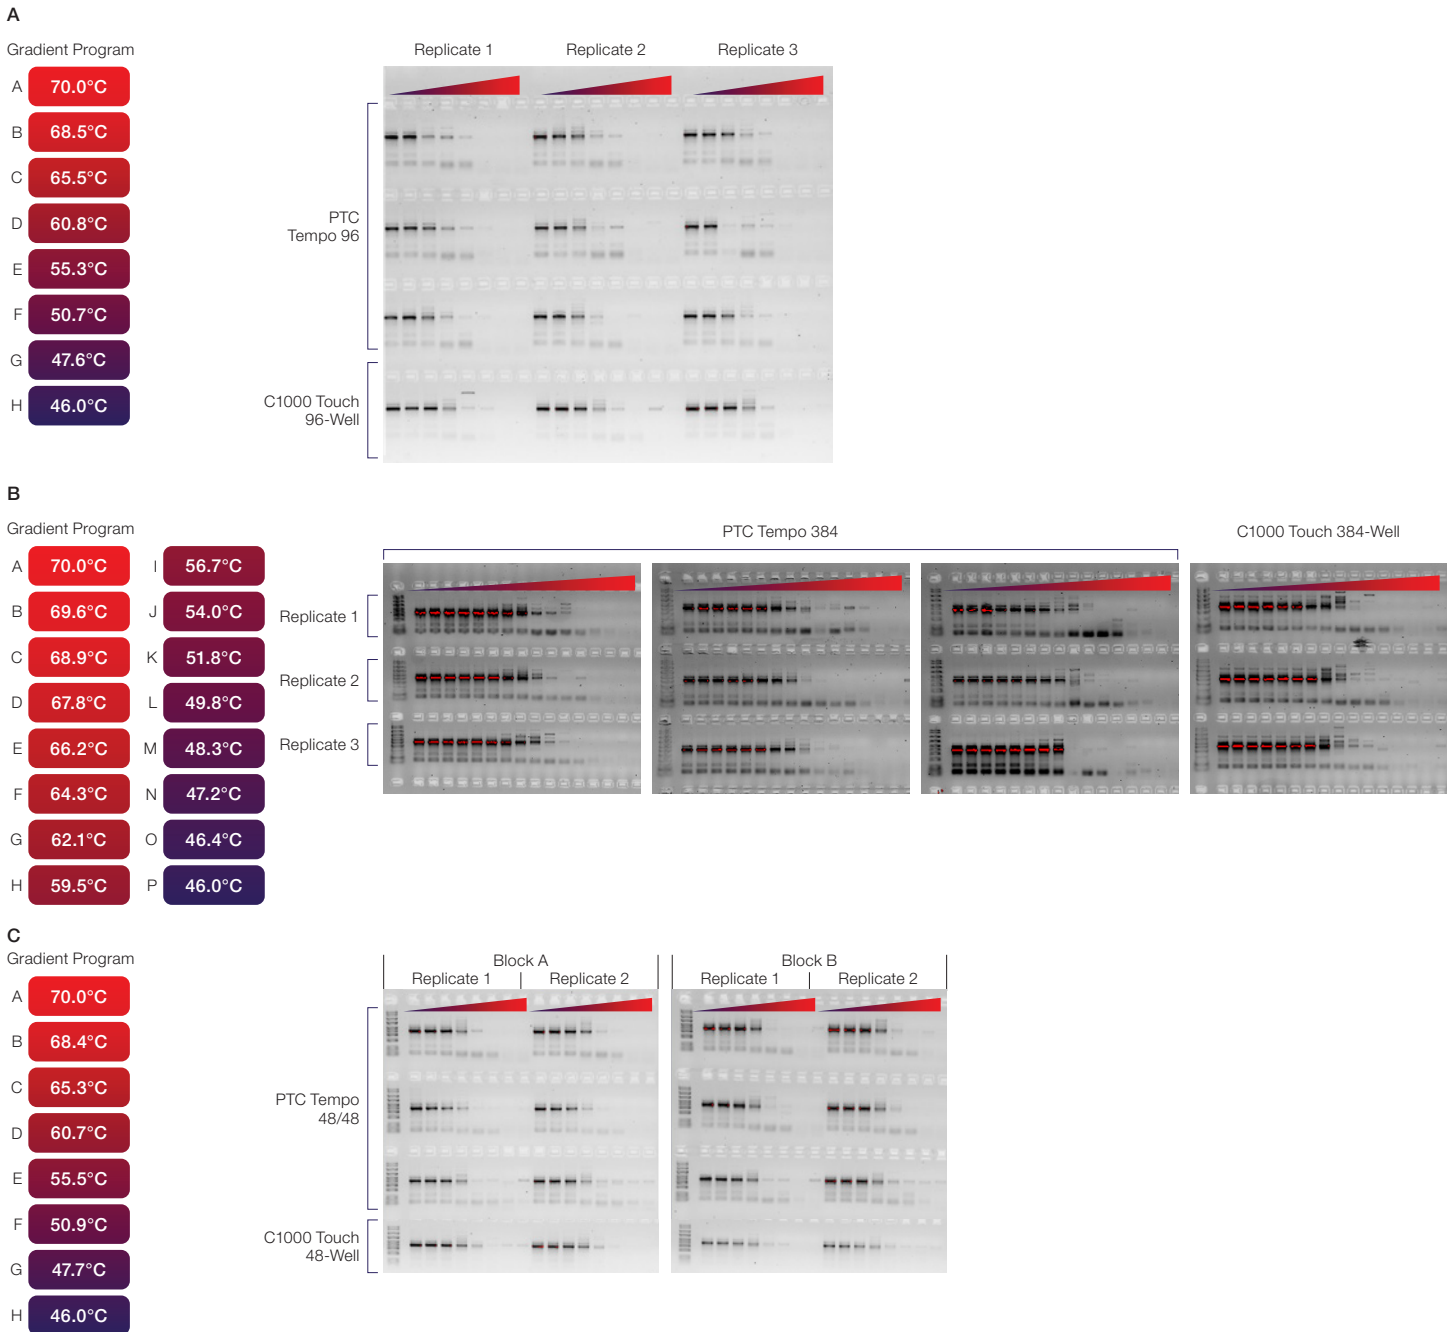 A
Gradient Program
A 70.0°C
B 68.5°C
C 65.5°C
D 60.8°C
E 55.3°C
F 50.7°C
G 47.6°C
H 46.0°C
Replicate 1 Replicate 2 Replicate 3
PTC
Tempo 96
C1000 Touch
96-Well
B
Gradient Program
A 70.0°C I 56.7°C
B 69.6°C J 54.0°C
C 68.9°C K 51.8°C
D 67.8°C L 49.8°C
E 66.2°C M 48.3°C
F 64.3°C N 47.2°C
G 62.1°C O 46.4°C
H 59.5°C P 46.0°C
PTC Tempo 384 C1000 Touch 384-Well
Replicate 1
Replicate 2
Replicate 3
C
Gradient Program
A 70.0°C
B 68.4°C
C 65.3°C
D 60.7°C
E 55.5°C
F 50.9°C
G 47.7°C
H 46.0°C
Block A Block B
Replicate 1 Replicate 2 Replicate 1 Replicate 2
PTC Tempo
48/48
C1000 Touch
48-Well